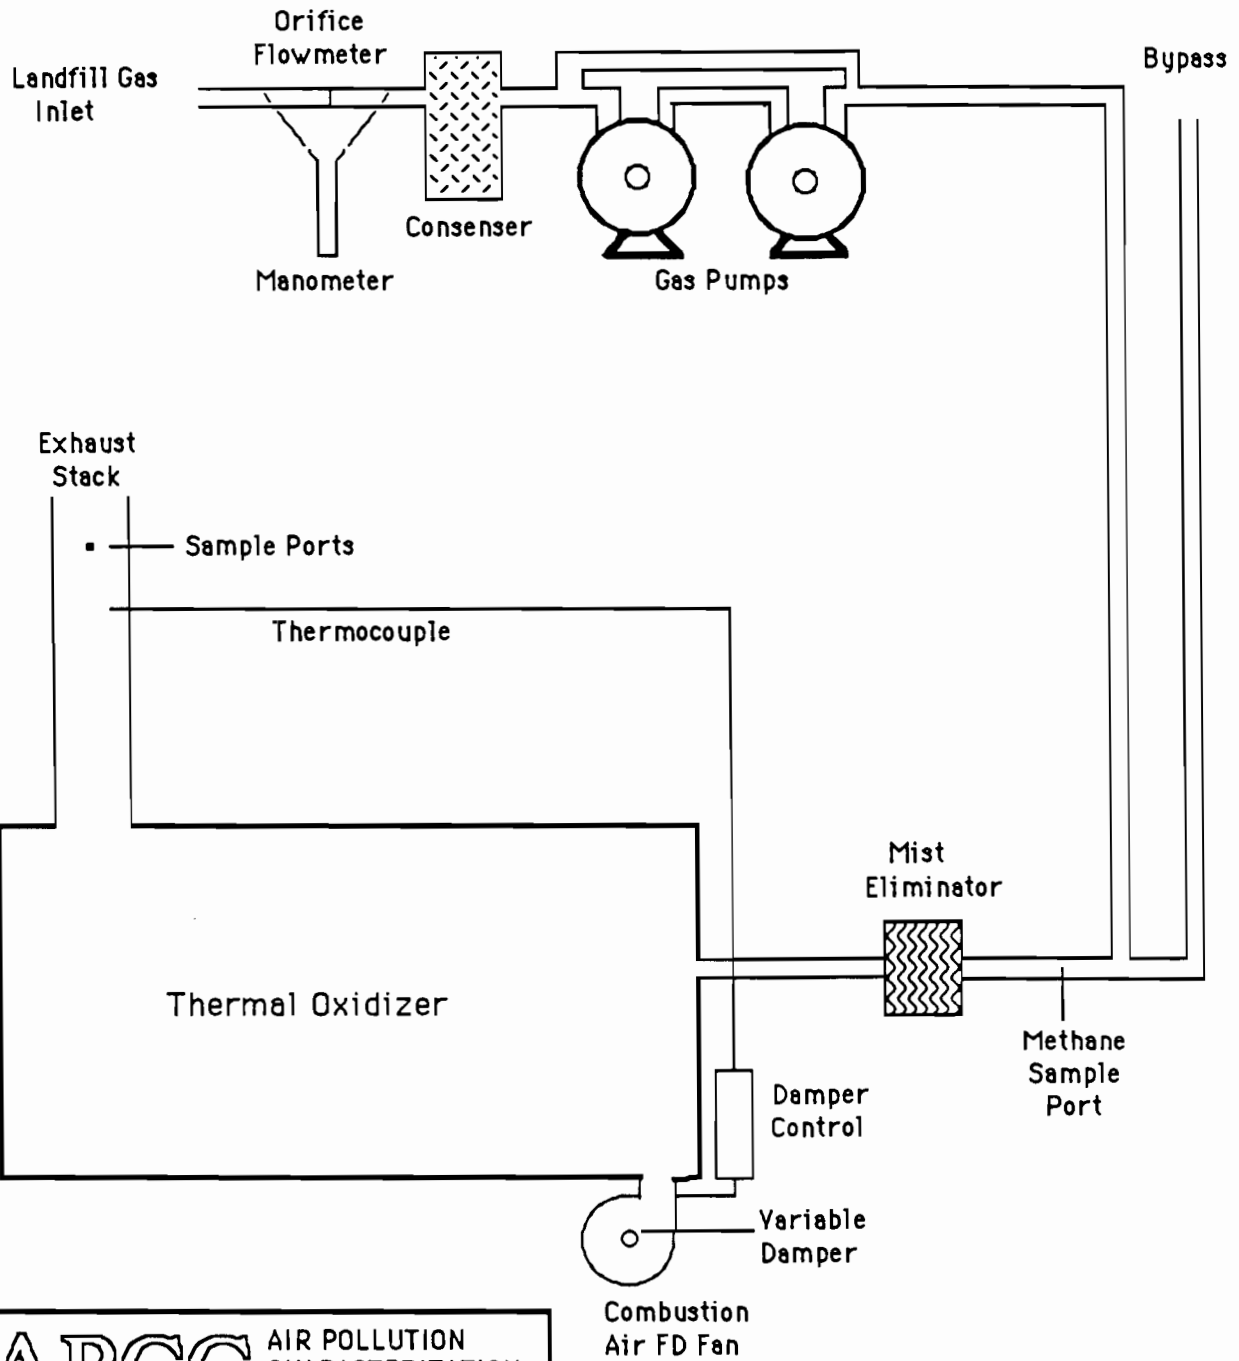 Orifice
Flowmeter
Landfill Gas
Inlet
Bypass
Consenser
Manometer
Gas Pumps
Exhaust
Stack
Sample Ports
Thermocouple
Mist
Eliminator
Thermal Oxidizer
Methane
Sample
Port
Damper
Control
Variable
Damper
Combustion
Air FD Fan
APCC
AIR POLLUTION